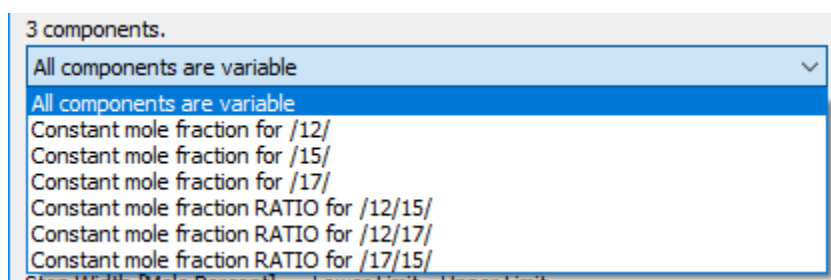 3 components.
All components are variable
All components are variable
Constant mole fraction for /12/
Constant mole fraction for /15/
Constant mole fraction for /17/
Constant mole fraction RATIO for /12/15/
Constant mole fraction RATIO for /12/17/
Constant mole fraction RATIO for /17/15/